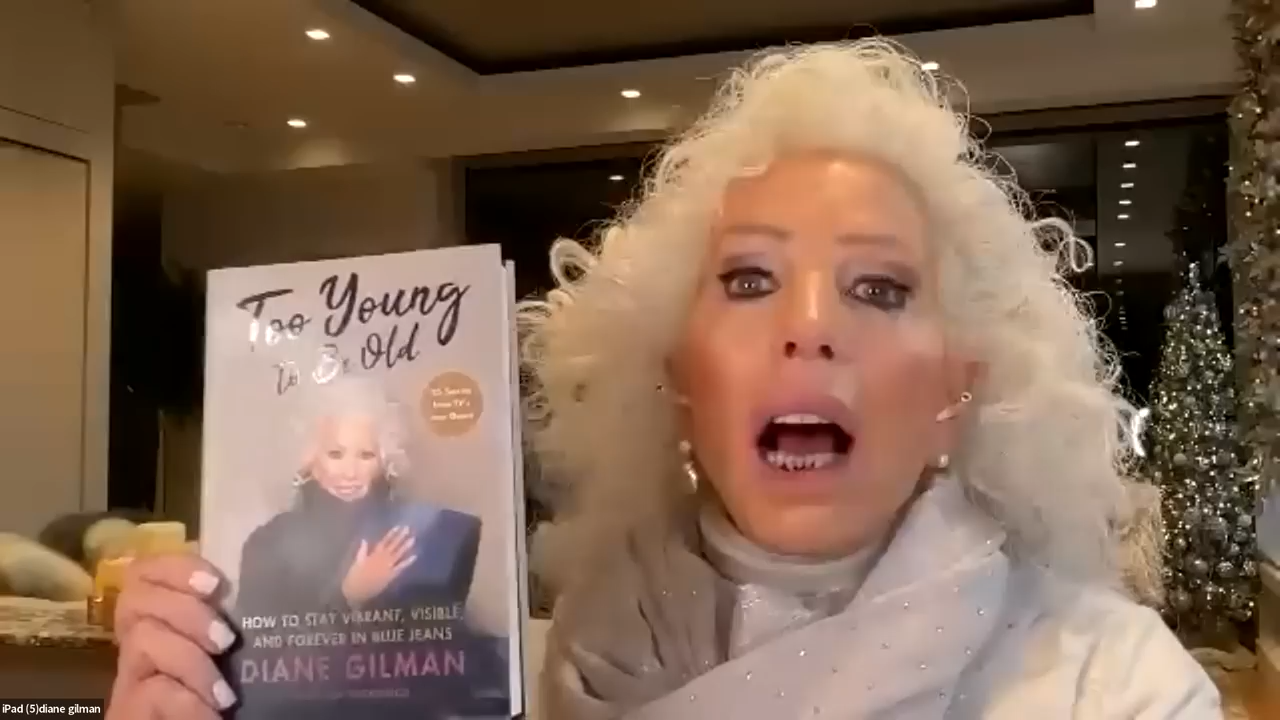 Too Young
To Be Old
HOW TO STAY VIBRANT, VISIBLE,
AND FOREVER IN BLUE JEANS
DIANE GILMAN
iPad (5)diane gilman